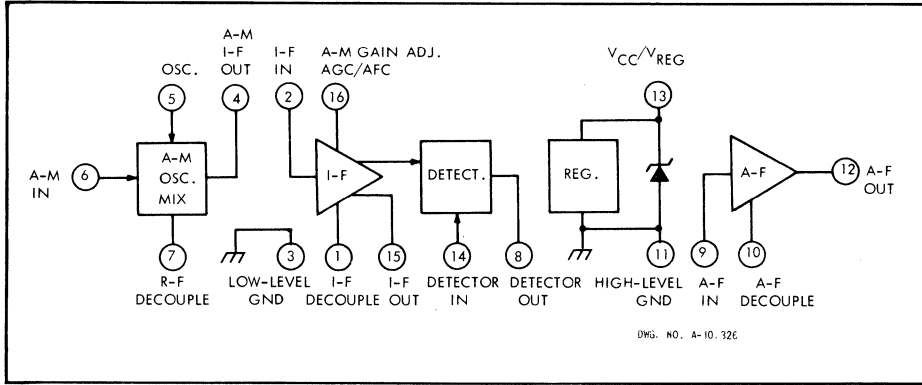 A-M
I-F
OUT
OSC.
I-F
IN
A-M GAIN ADJ.
AGC/AFC
VCC/VREG
5
4
2
16
13
A-M
IN
6
A-M
OSC.
MIX
I-F
DETECT.
REG.
A-F
12
A-F
OUT
7
3
1
15
14
8
11
9
10
R-F
DECOUPLE
LOW-LEVEL
GND
I-F
DECOUPLE
I-F
OUT
DETECTOR
IN
DETECTOR
OUT
HIGH-LEVEL
GND
A-F
IN
A-F
DECOUPLE
DWG. NO. A-10.326